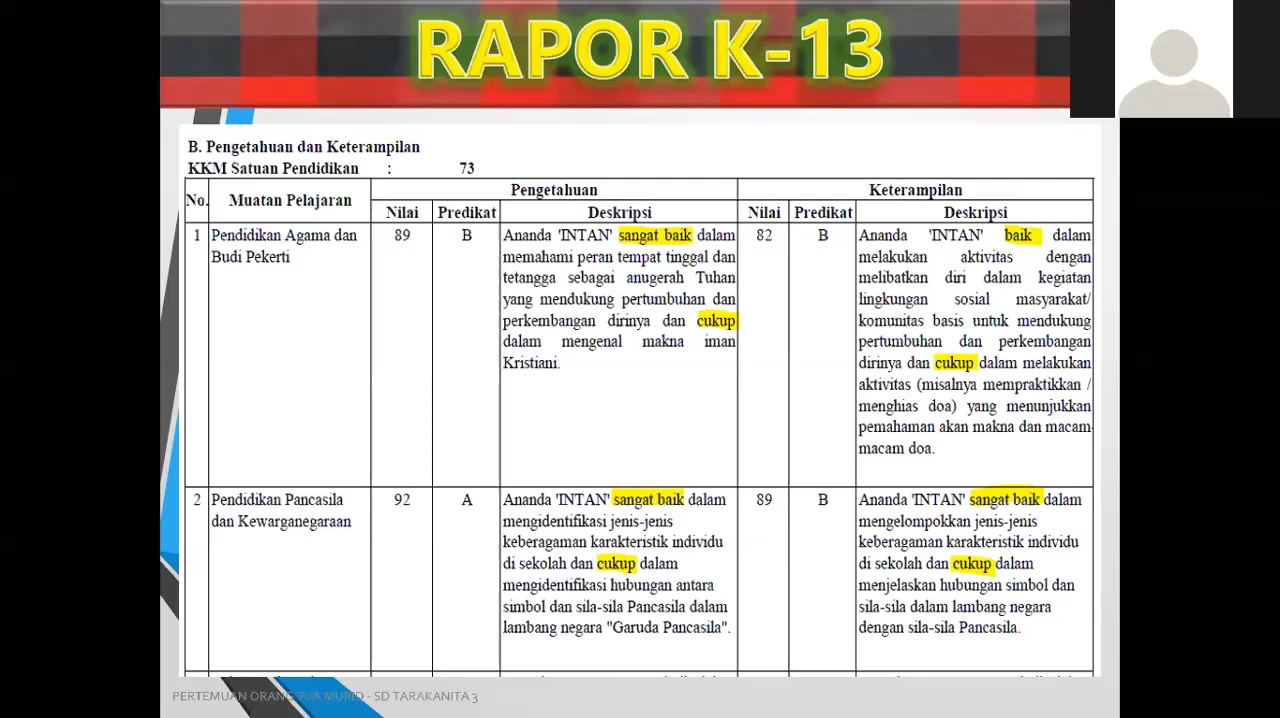 RAPOR K-13
B. Pengetahuan dan Keterampilan
KKM Satuan Pendidikan : 73
No. Muatan Pelajaran Pengetahuan Keterampilan
Nilai Predikat Deskripsi Nilai Predikat Deskripsi
1 Pendidikan Agama dan Budi Pekerti
89 B
Ananda 'INTAN' sangat baik dalam
memahami peran tempat tinggal dan
tetangga sebagai anugerah Tuhan
yang mendukung pertumbuhan dan
perkembangan dirinya dan cukup
dalam mengenal makna iman
Kristiani.
82 B
Ananda 'INTAN' baik dalam
melakukan aktivitas dengan
melibatkan diri dalam kegiatan
lingkungan sosial masyarakat/
komunitas basis untuk mendukung
pertumbuhan dan perkembangan
dirinya dan cukup dalam melakukan
aktivitas (misalnya mempraktikkan /
menghias doa) yang menunjukkan
pemahaman akan makna dan macam-
macam doa.
2 Pendidikan Pancasila
dan Kewarganegaraan
92 A
Ananda 'INTAN' sangat baik dalam
mengidentifikasi jenis-jenis
keberagaman karakteristik individu
di sekolah dan cukup dalam
mengidentifikasi hubungan antara
simbol dan sila-sila Pancasila dalam
lambang negara "Garuda Pancasila".
89 B
Ananda 'INTAN' sangat baik dalam
mengelompokkan jenis-jenis
keberagaman karakteristik individu
di sekolah dan cukup dalam
menjelaskan hubungan simbol dan
sila-sila dalam lambang negara
dengan sila-sila Pancasila.
PERTEMUAN ORANG TUA MURID - SD TARAKANITA 3